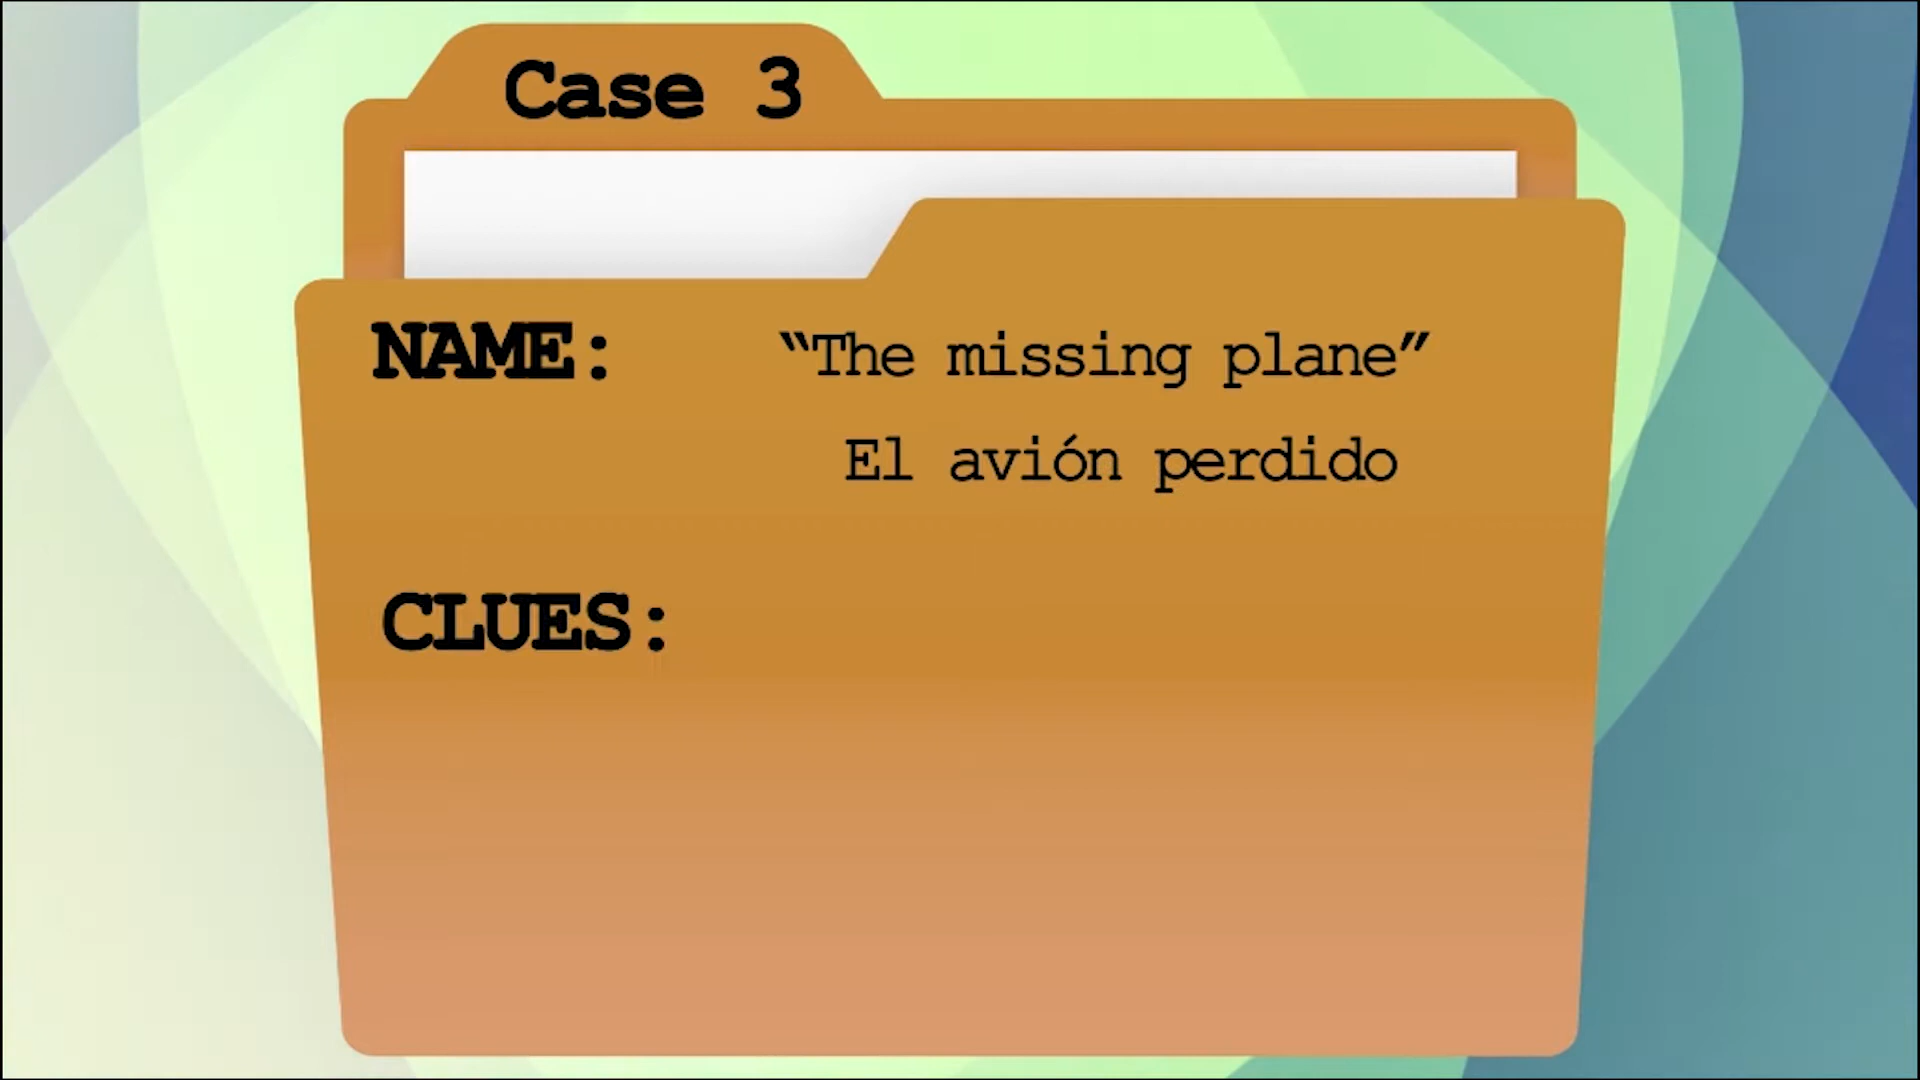 Case 3
NAME: “The missing plane”
El avión perdido
CLUES: